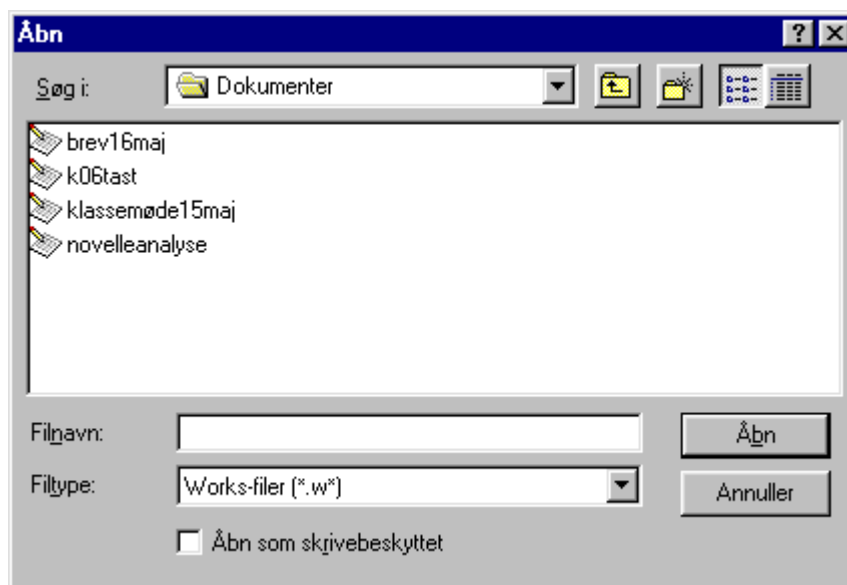 Åbn
Søg i: Dokumenter
brev16maj
k06tast
klassemøde15maj
novelleanalyse
Filnavn: Åbn
Filtype: Works-filer (*.w*) Annuller
Åbn som skrivebeskyttet